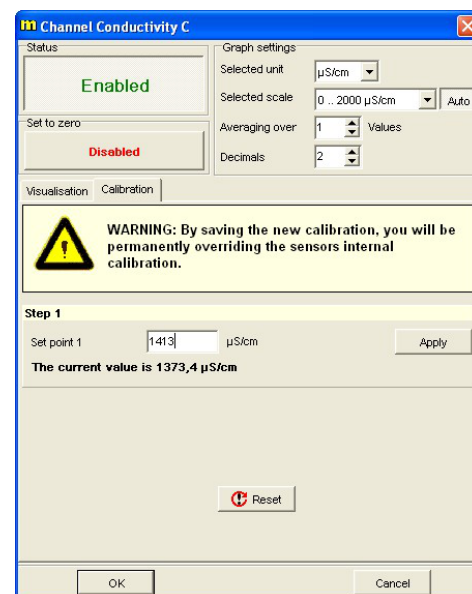 m Channel Conductivity C
Status
Enabled
Set to zero
Disabled
Graph settings
Selected unit
µS/cm
Selected scale
0 .. 2000 µS/cm
Auto
Averaging over
1
Values
Decimals
2
Visualisation
Calibration
WARNING: By saving the new calibration, you will be
permanently overriding the sensors internal
calibration.
Step 1
Set point 1
1413
µS/cm
Apply
The current value is 1373,4 µS/cm
Reset
OK
Cancel